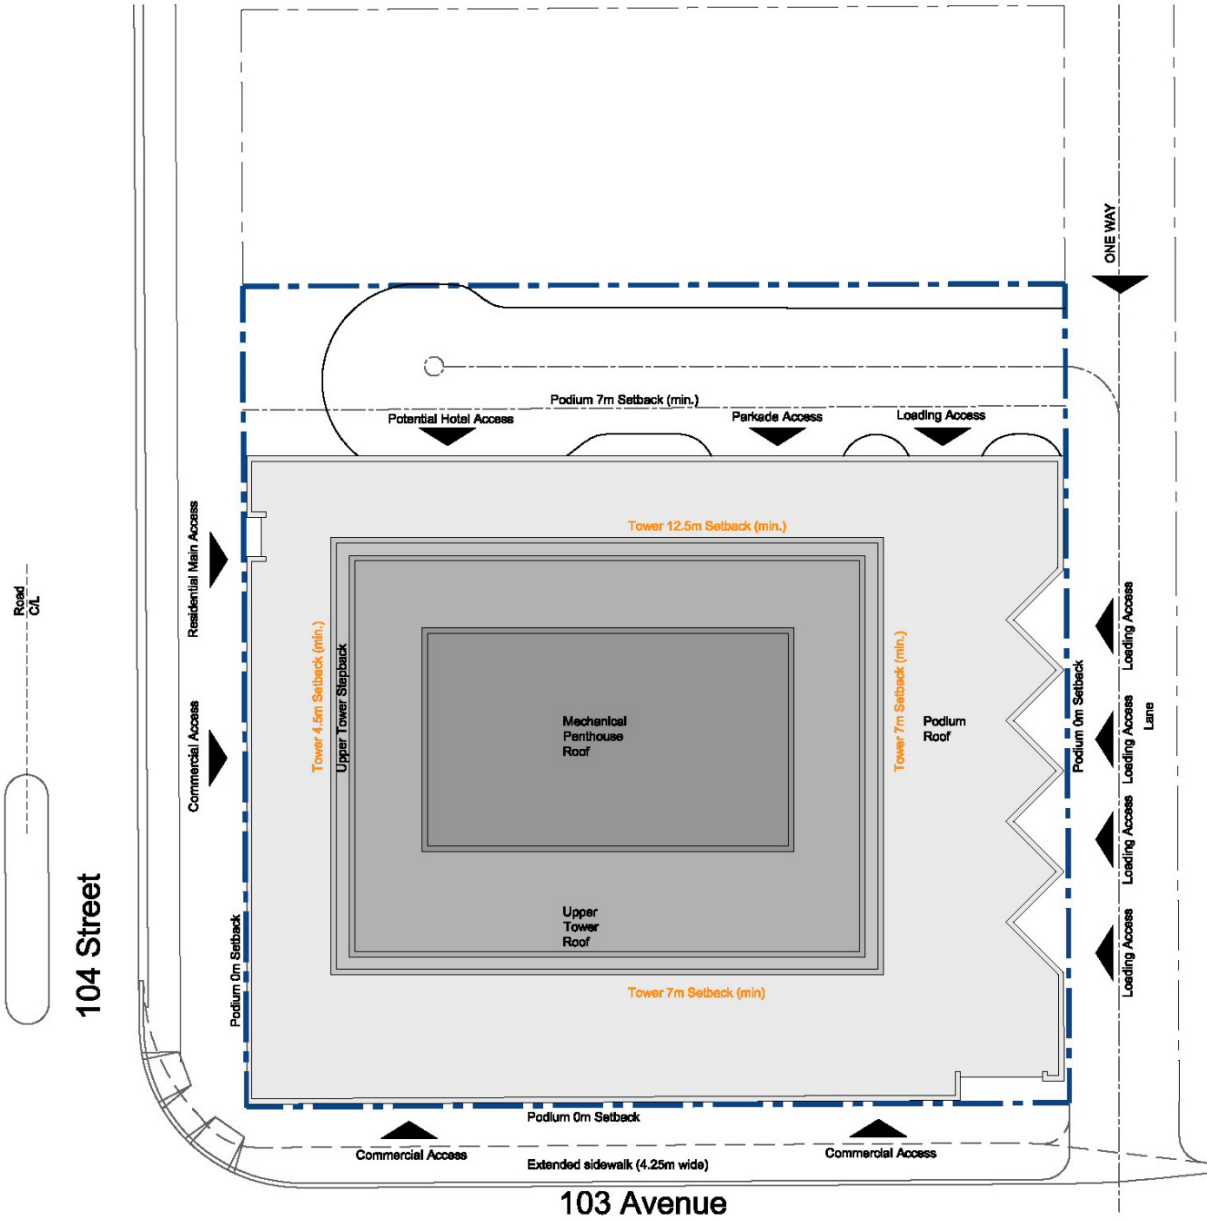 ONE WAY
Podium 7m Setback (min.)
Potential Hotel Access
Parkade Access
Loading Access
Tower 12.5m Setback (min.)
Residential Main Access
Road
C/L
Tower 4.5m Setback (min.)
Upper Tower Stepback
Mechanical
Penthouse
Roof
Tower 7m Setback (min.)
Podium
Roof
Podium 0m Setback
Loading Access
Loading Access
Loading Access
Loading Access
Lane
Commercial Access
Upper
Tower
Roof
Tower 7m Setback (min)
104 Street
Podium 0m Setback
Podium 0m Setback
Commercial Access
Commercial Access
Extended sidewalk (4.25m wide)
103 Avenue